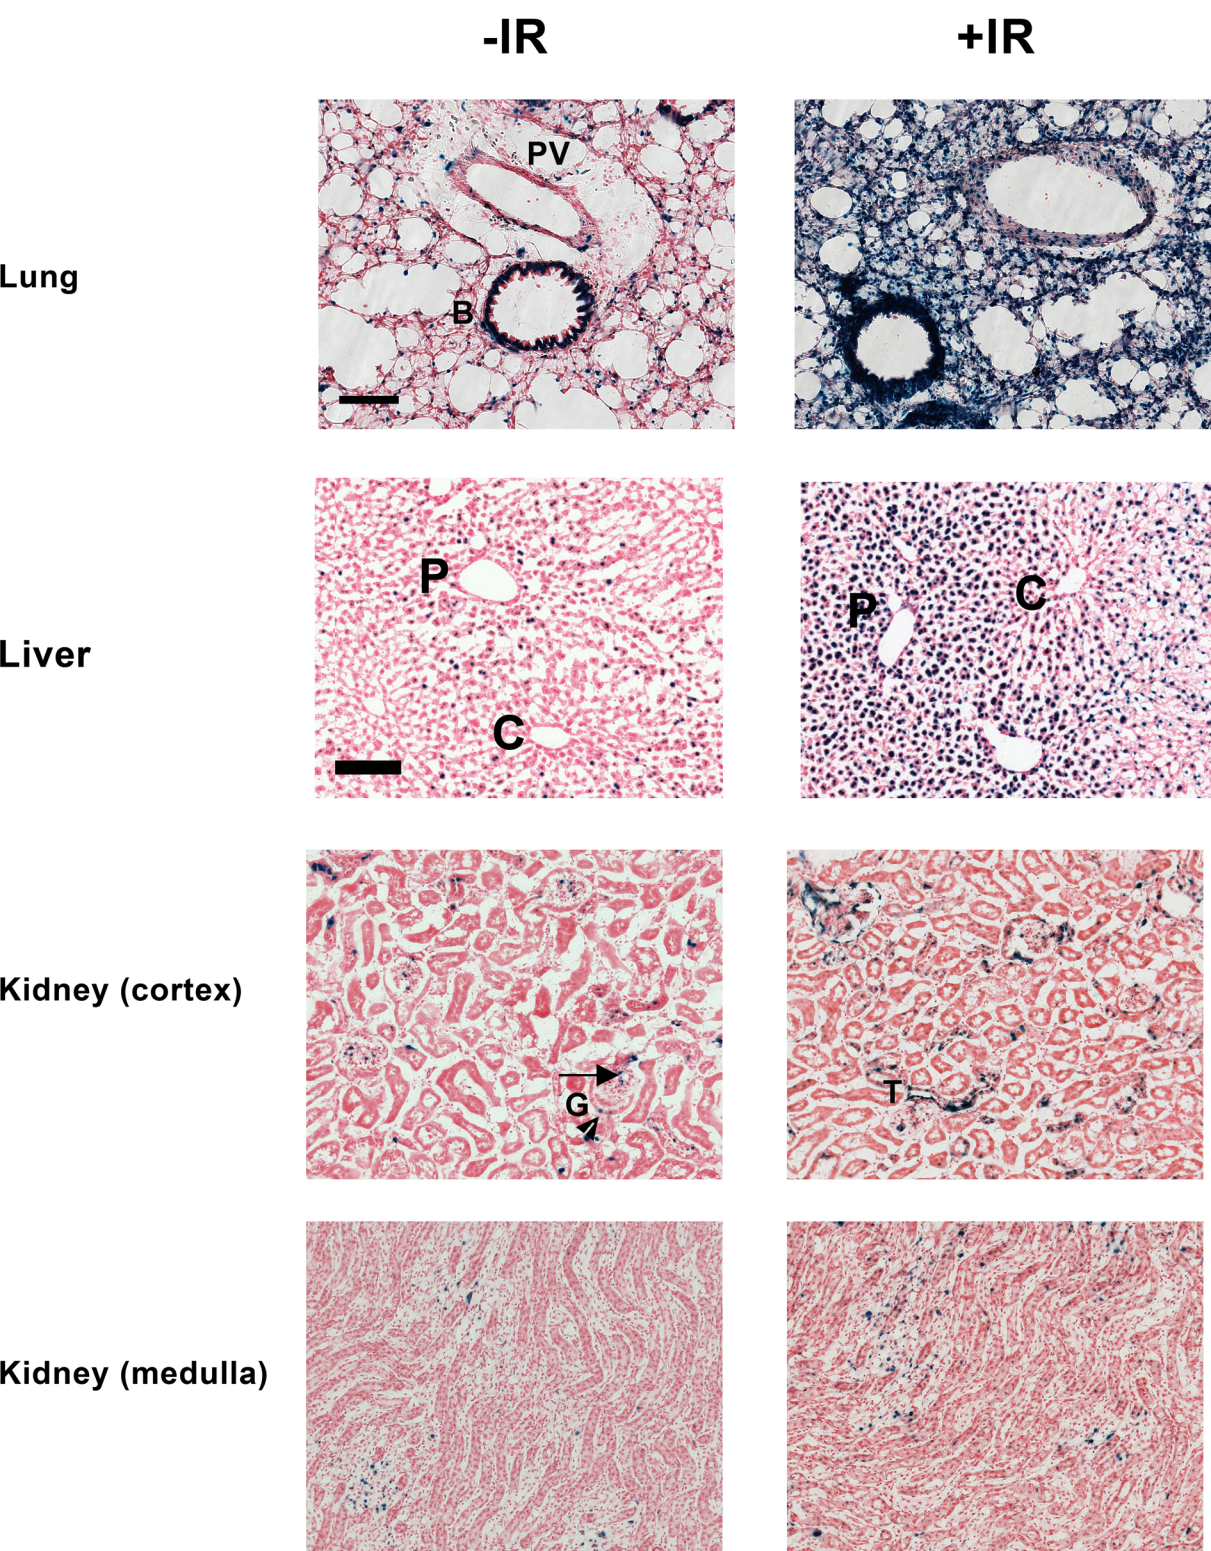 -IR +IR
Lung
PV
B
Liver
P
C
P
C
Kidney (cortex)
G
T
Kidney (medulla)